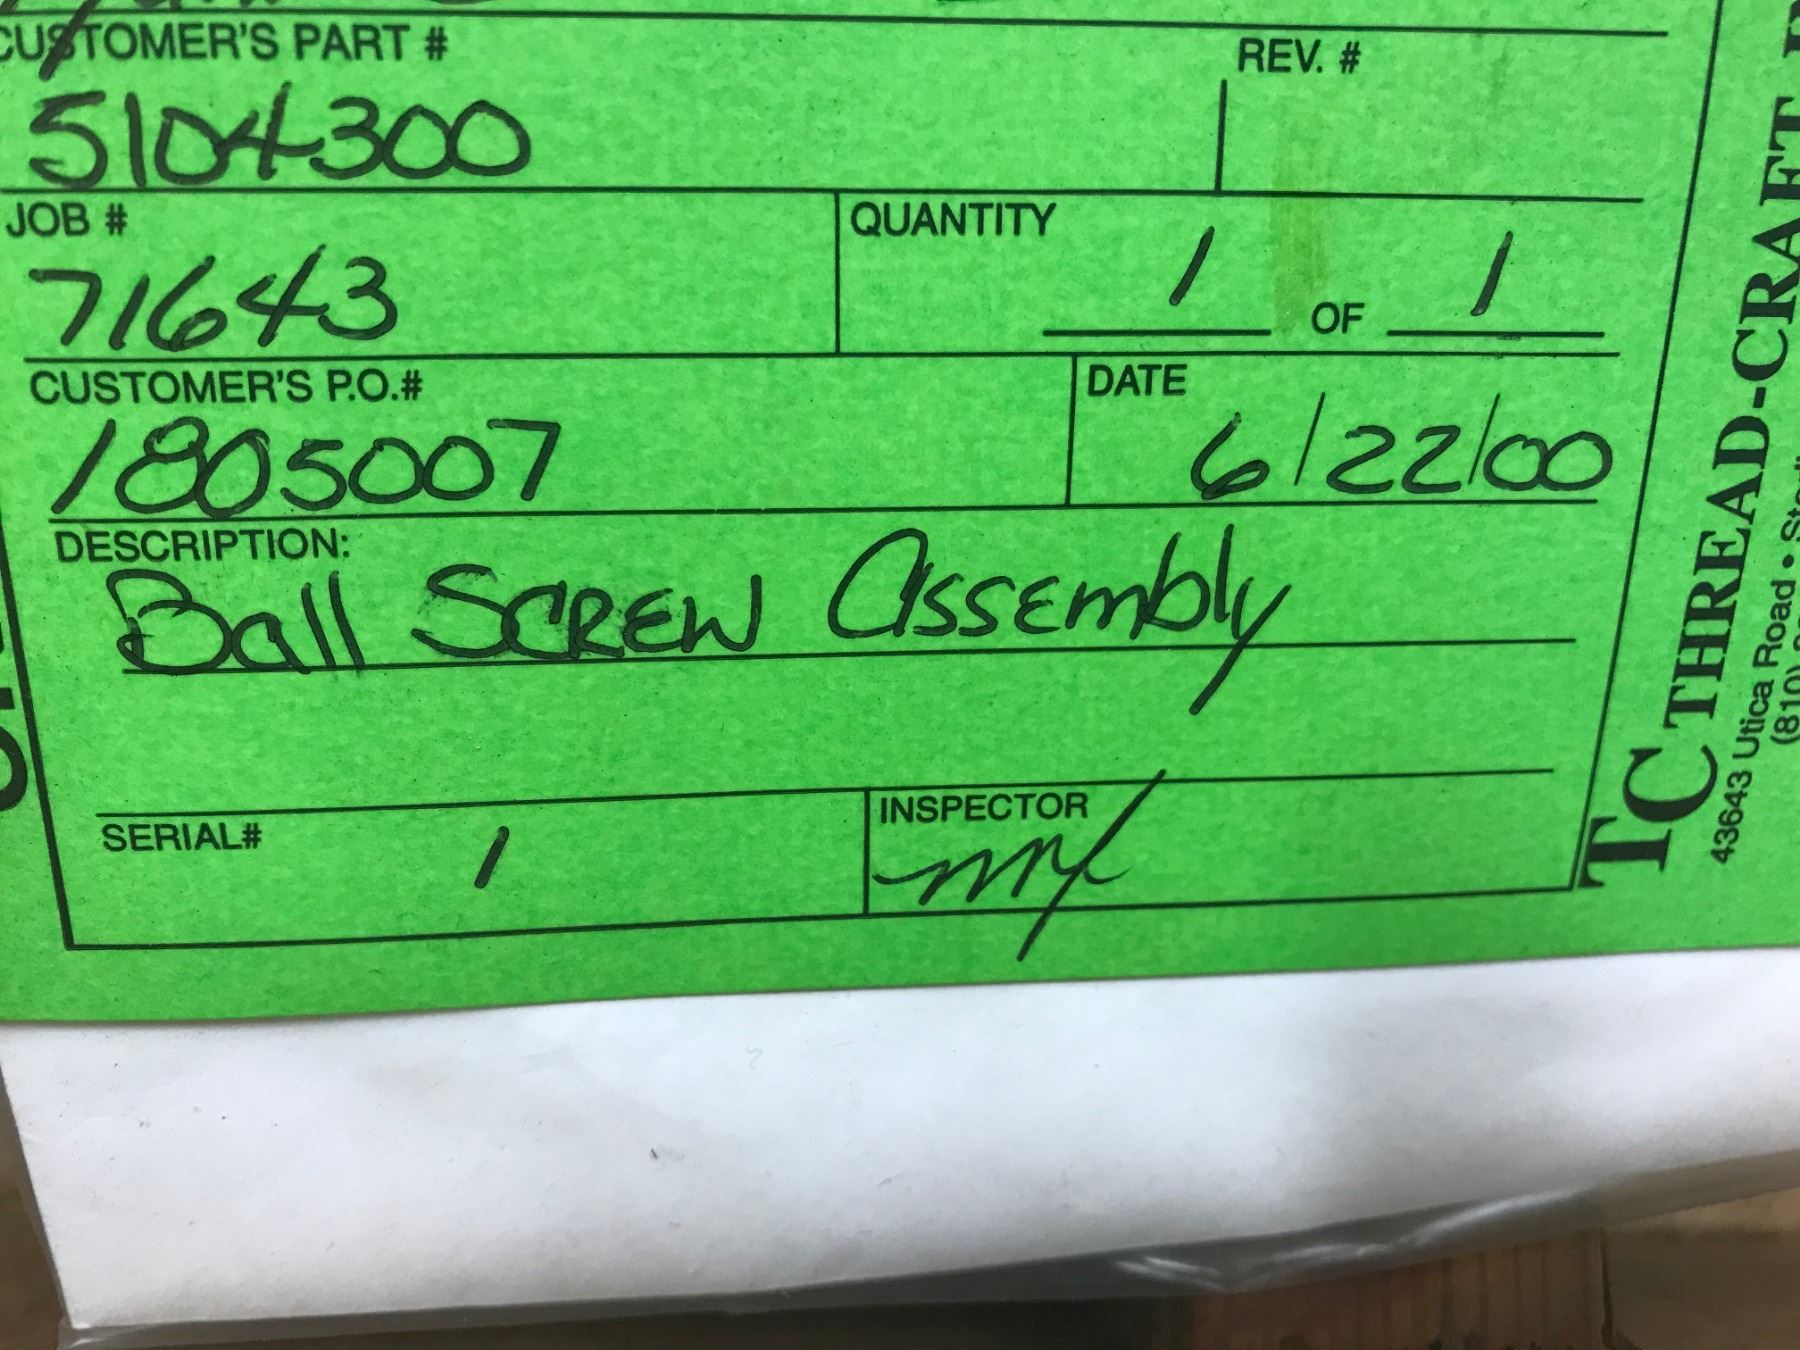 CUSTOMER'S PART # REV. #
5104300
JOB # QUANTITY
71643 1 OF 1
CUSTOMER'S P.O.# DATE
1805007 6/22/00
DESCRIPTION:
Ball SCREW Assembly
SERIAL# 1 INSPECTOR
TC THREAD-CRAFT
43643 Utica Road •
(810)